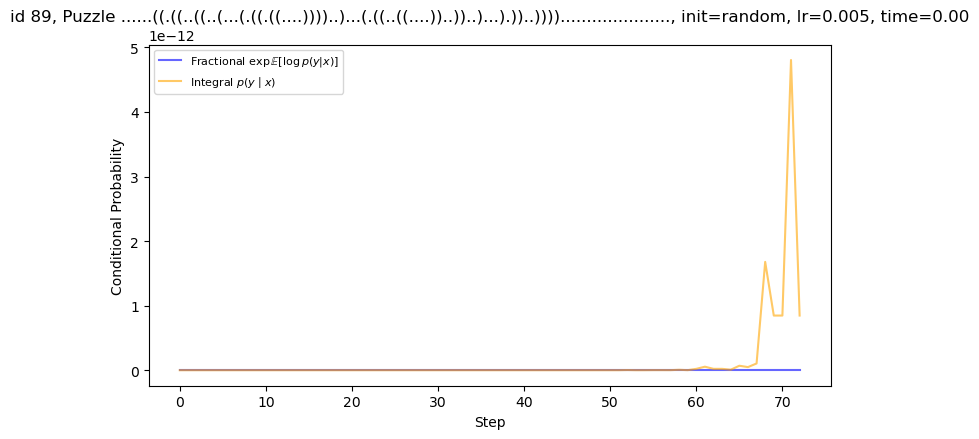 id 89, Puzzle ......((.((..((..(...(.((.((....))))..)...(.((..((....))..))..)...).))..))))....................., init=random, lr=0.005, time=0.00
1e−12
5
4
3
2
1
0
Conditional Probability
Fractional exp𝔼[log p(y|x)]
Integral p(y | x)
0 10 20 30 40 50 60 70
Step